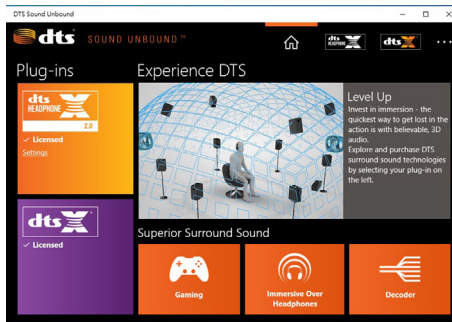 DTS Sound Unbound
dts SOUND UNBOUND™
dts HEADPHONE X
dts X
Plug-ins
Experience DTS
dts
HEADPHONE X
2.0
✓ Licensed
Settings
Level Up
Invest in immersion - the
quickest way to get lost in the
action is with believable, 3D
audio.
Explore and purchase DTS
surround sound technologies
by selecting your plug-in on
the left.
dts X
✓ Licensed
Superior Surround Sound
Gaming
Immersive Over
Headphones
Decoder